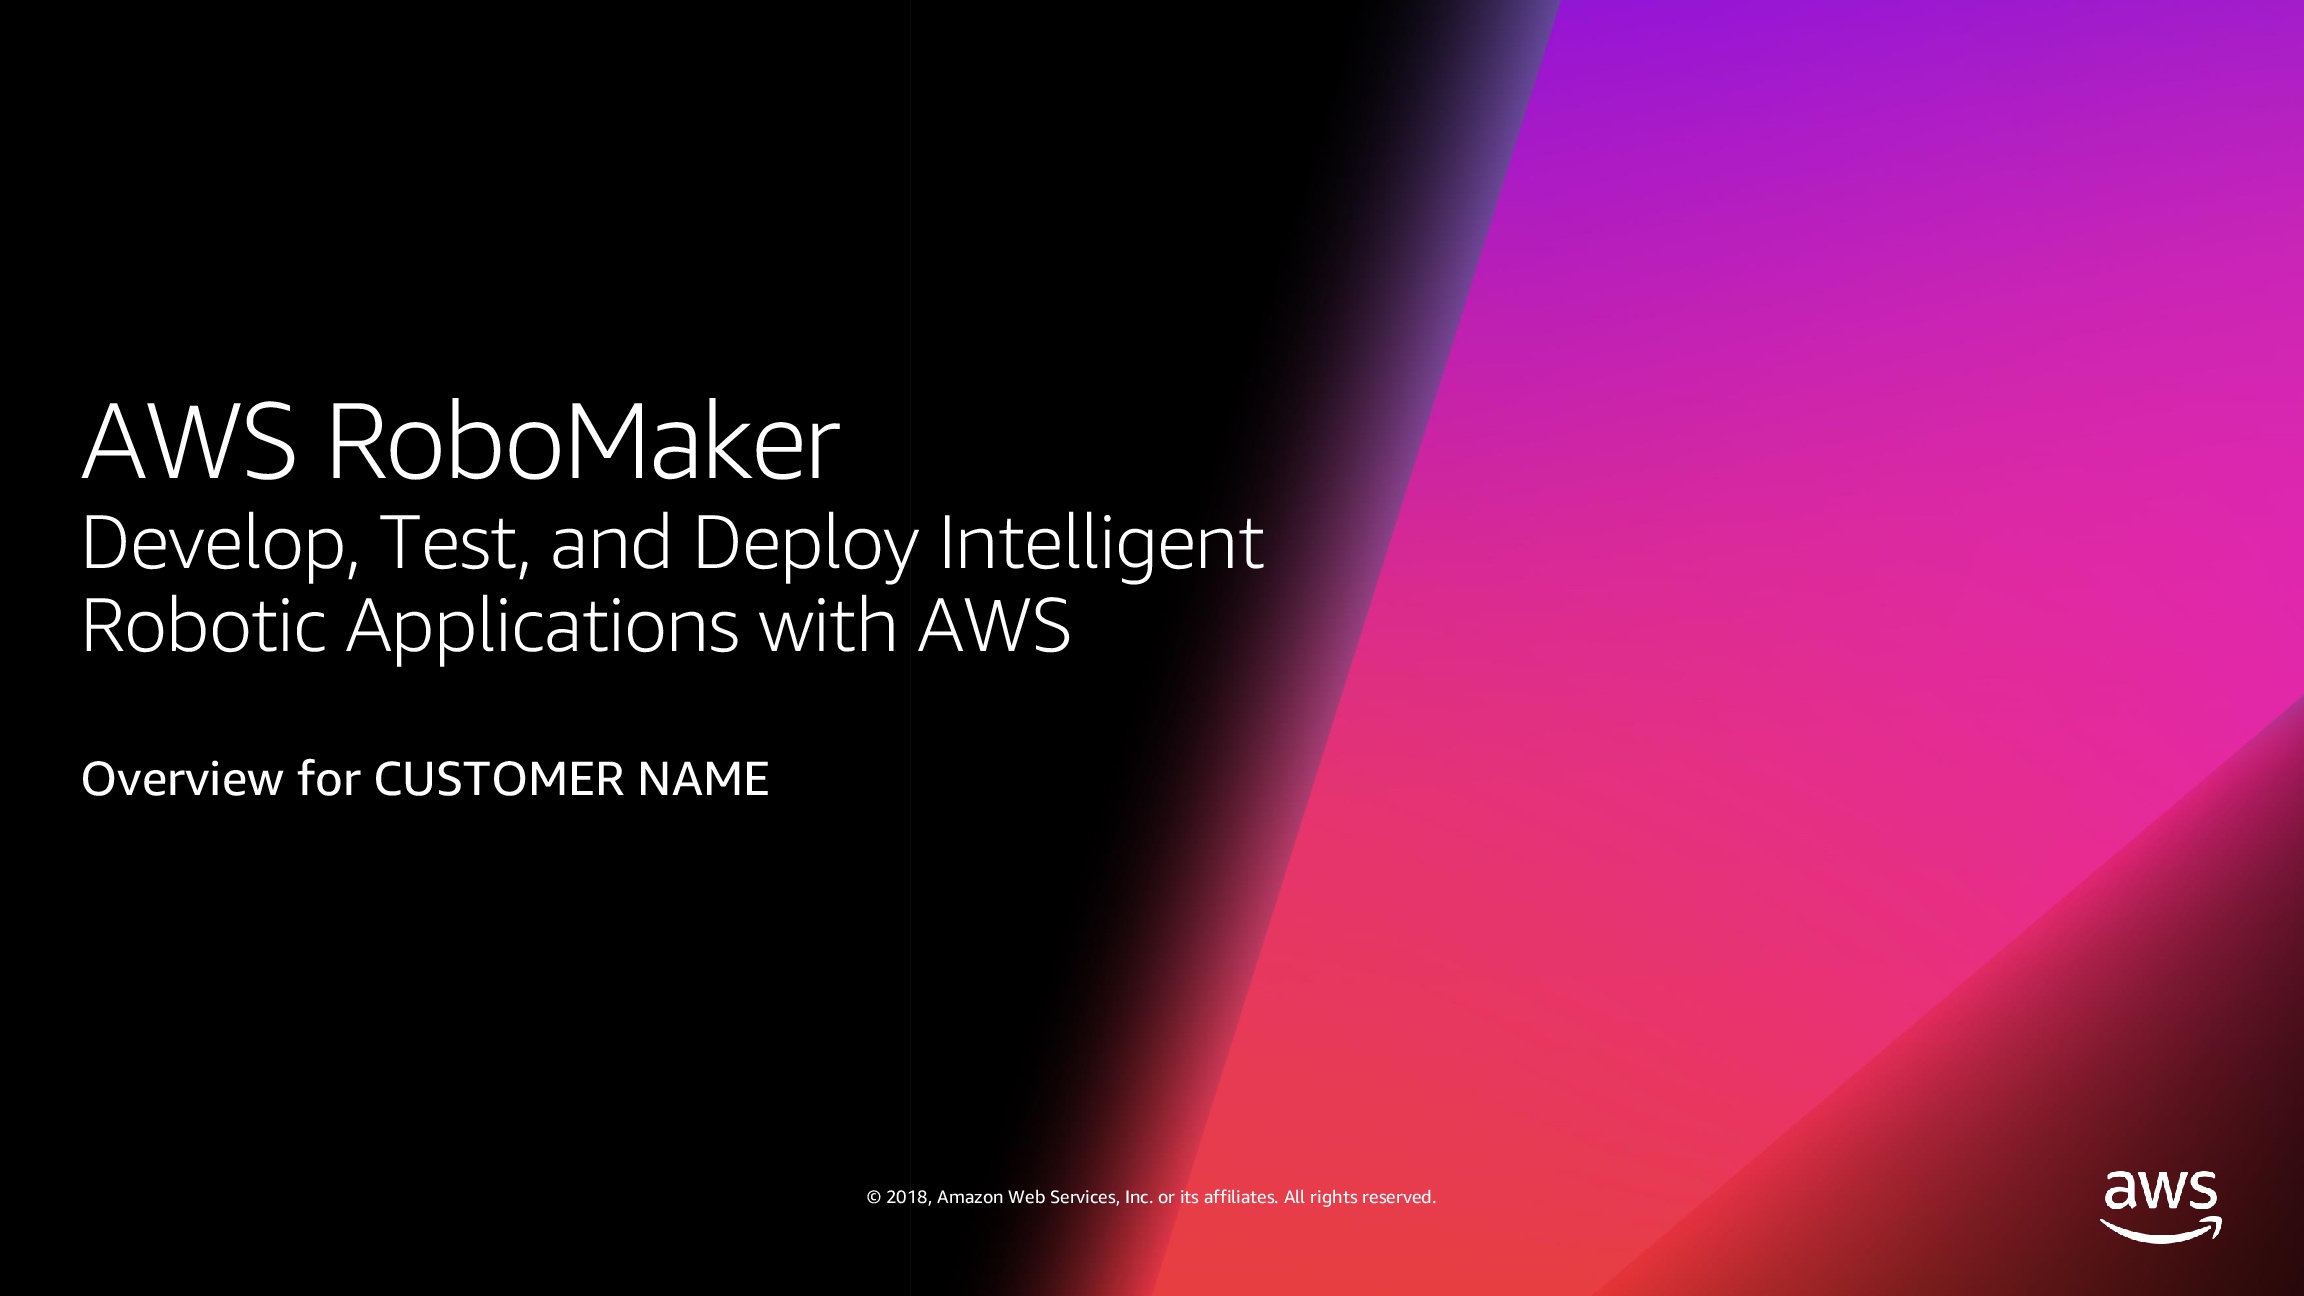 AWS RoboMaker
Develop, Test, and Deploy Intelligent
Robotic Applications with AWS
Overview for CUSTOMER NAME
© 2018, Amazon Web Services, Inc. or its affiliates. All rights reserved.
aws